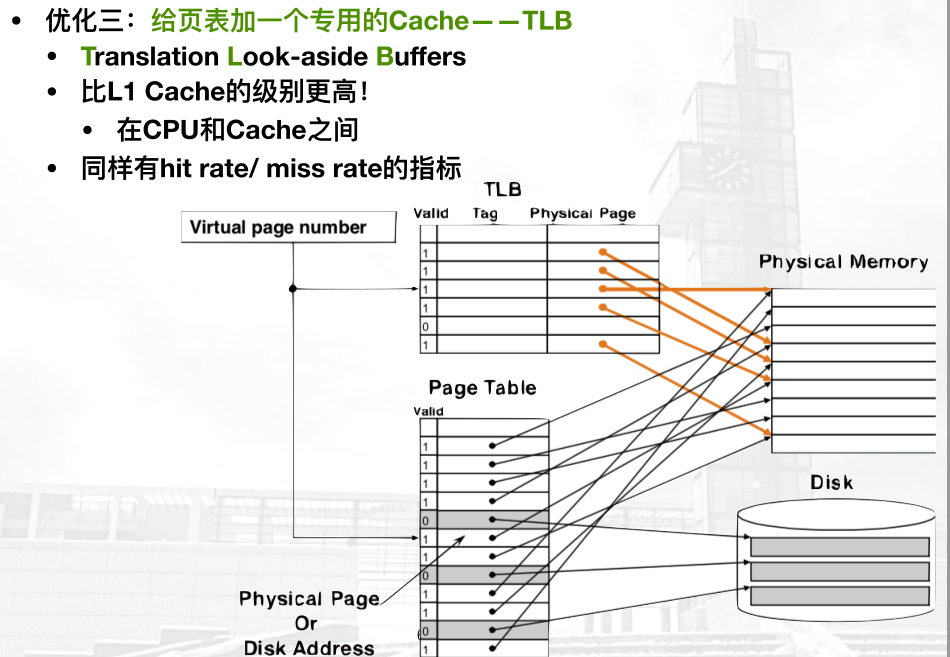 • 优化三：给页表加一个专用的Cache——TLB
• Translation Look-aside Buffers
• 比L1 Cache的级别更高！
• 在CPU和Cache之间
• 同样有hit rate/ miss rate的指标
TLB
Valid Tag Physical Page
Virtual page number
1
1
1
1
0
1
Physical Memory
Page Table
Valid
1
1
1
1
0
1
1
0
1
1
0
1
Disk
Physical Page
Or
Disk Address